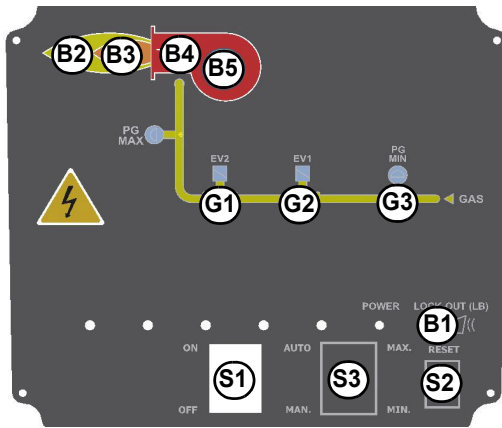 B2 B3 B4 B5
PG
MAX
EV2 EV1 PG
MIN
G1 G2 G3 GAS
POWER LOCK OUT (LB)
B1
ON AUTO MAX. RESET
S1 S3 S2
OFF MAN. MIN.